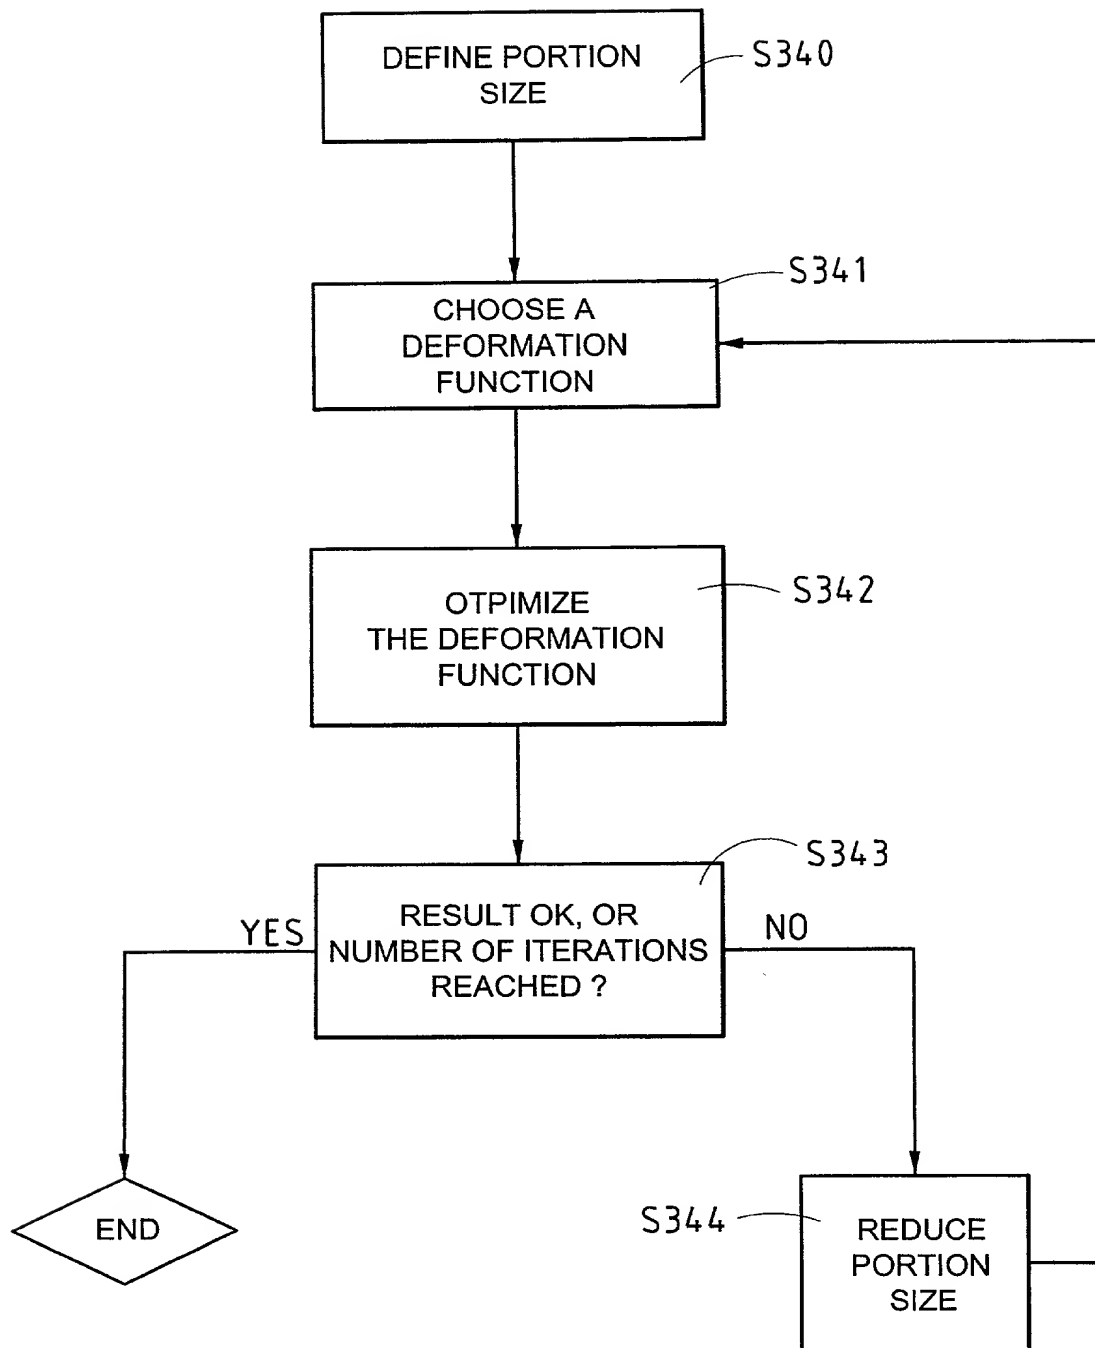 DEFINE PORTION
SIZE
S340
S341
CHOOSE A
DEFORMATION
FUNCTION
S342
OTPIMIZE
THE DEFORMATION
FUNCTION
S343
RESULT OK, OR
NUMBER OF ITERATIONS
REACHED ?
YES
NO
END
S344
REDUCE
PORTION
SIZE